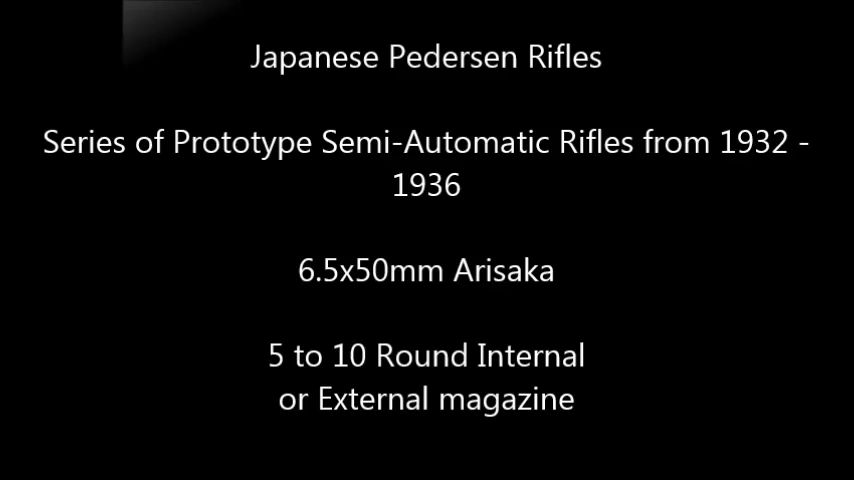 Japanese Pedersen Rifles
Series of Prototype Semi-Automatic Rifles from 1932 -
1936
6.5x50mm Arisaka
5 to 10 Round Internal
or External magazine